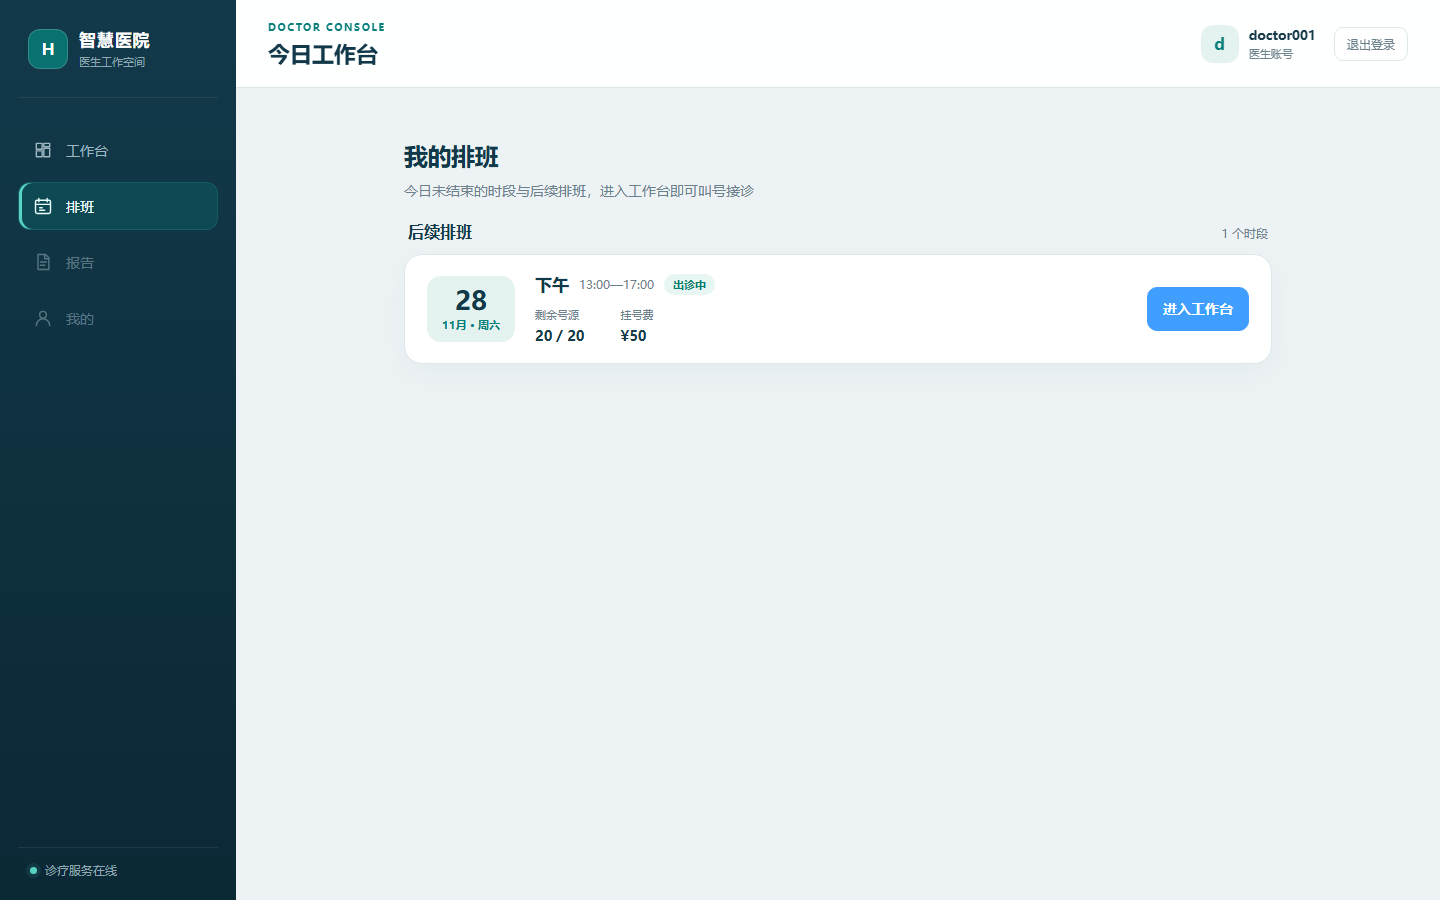 H
智慧医院
医生工作空间
工作台
排班
报告
我的
诊疗服务在线
DOCTOR CONSOLE
今日工作台
d
doctor001
医生账号
退出登录
我的排班
今日未结束的时段与后续排班，进入工作台即可叫号接诊
后续排班
1 个时段
28
11月 • 周六
下午 13:00—17:00 出诊中
剩余号源 挂号费
20 / 20 ¥50
进入工作台